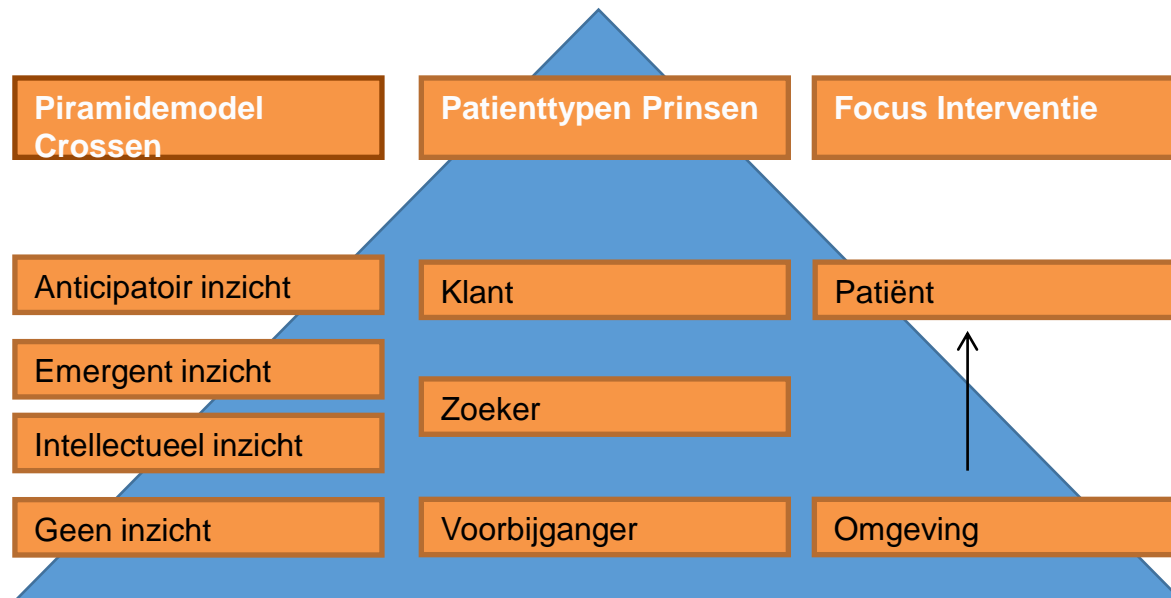 Piramidemodel
Crossen
Patienttypen Prinsen
Focus Interventie
Anticipatoir inzicht
Klant
Patiënt
Emergent inzicht
Zoeker
Intellectueel inzicht
Geen inzicht
Voorbijganger
Omgeving